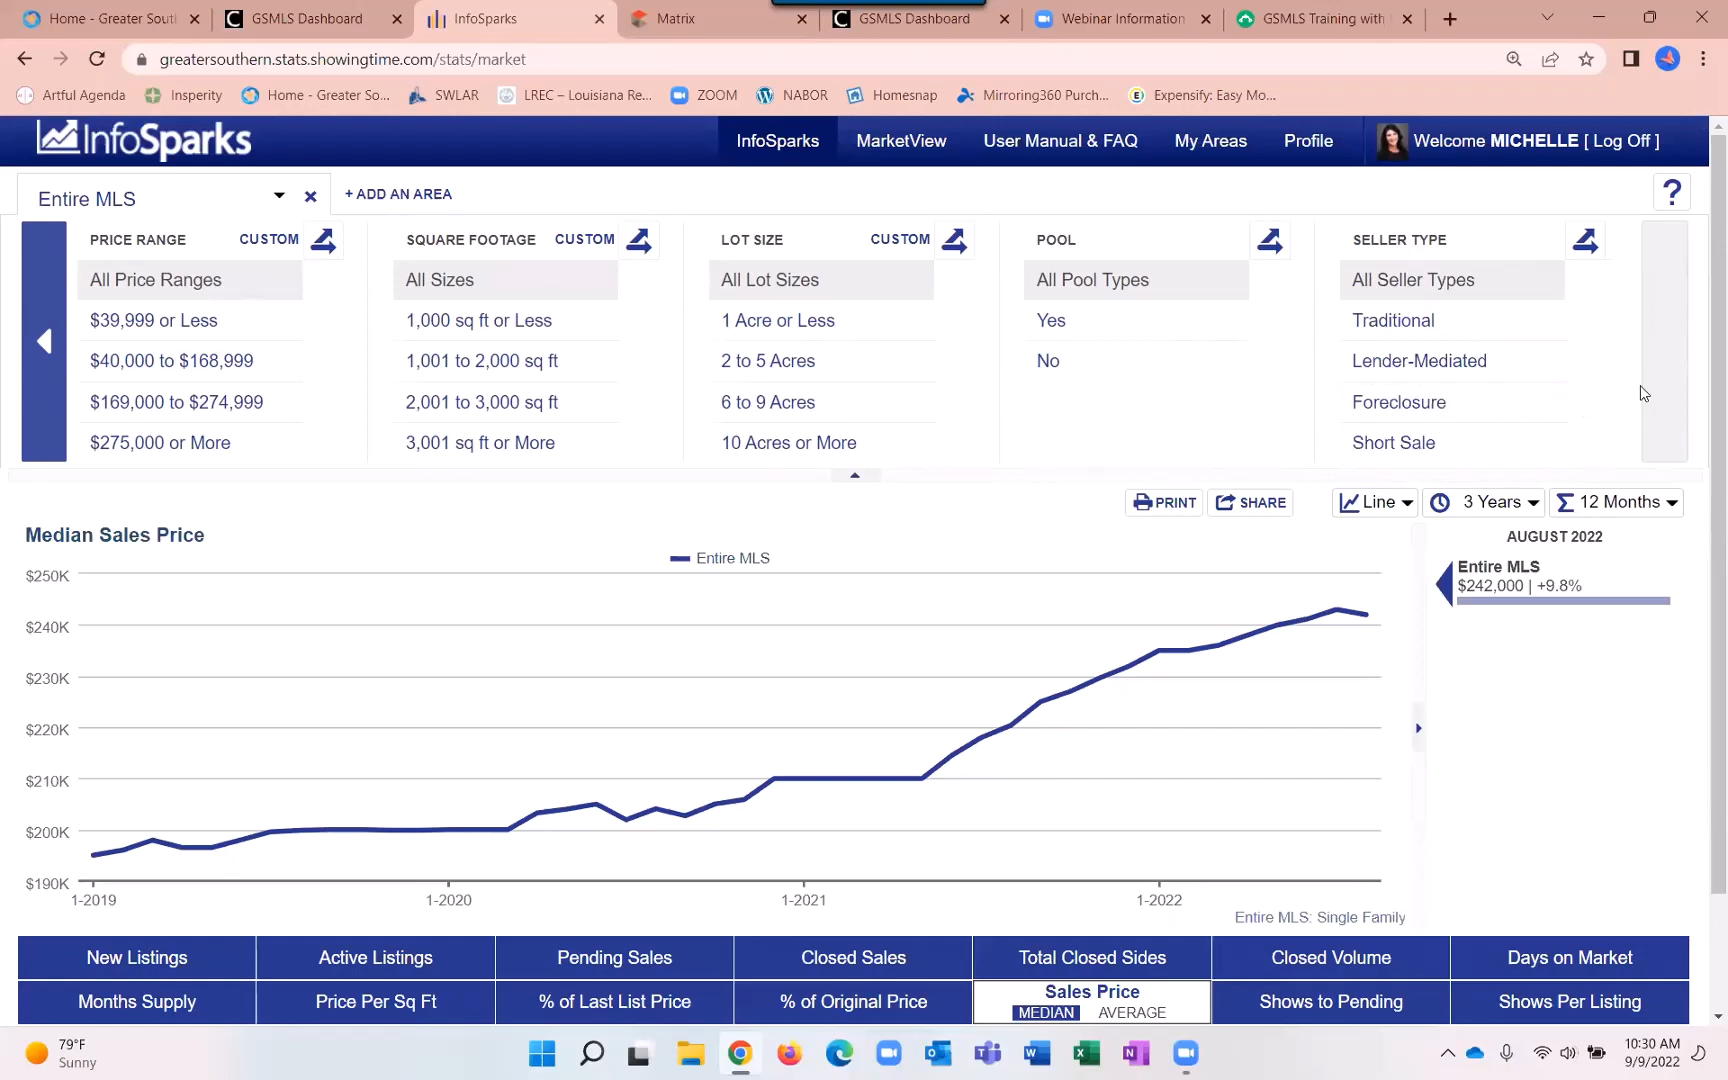 Home - Greater Sout
GSMLS Dashboard
InfoSparks
Matrix
GSMLS Dashboard
Webinar Information
GSMLS Training with
greatersouthern.stats.showingtime.com/stats/market
Artful Agenda
Insperity
Home - Greater So...
SWLAR
LREC – Louisiana Re...
ZOOM
NABOR
Homesnap
Mirroring360 Purch...
Expensify: Easy Mo...
InfoSparks
InfoSparks
MarketView
User Manual & FAQ
My Areas
Profile
Welcome MICHELLE [ Log Off ]
Entire MLS
+ ADD AN AREA
?
PRICE RANGE CUSTOM
All Price Ranges
$39,999 or Less
$40,000 to $168,999
$169,000 to $274,999
$275,000 or More
SQUARE FOOTAGE CUSTOM
All Sizes
1,000 sq ft or Less
1,001 to 2,000 sq ft
2,001 to 3,000 sq ft
3,001 sq ft or More
LOT SIZE CUSTOM
All Lot Sizes
1 Acre or Less
2 to 5 Acres
6 to 9 Acres
10 Acres or More
POOL
All Pool Types
Yes
No
SELLER TYPE
All Seller Types
Traditional
Lender-Mediated
Foreclosure
Short Sale
PRINT
SHARE
Line
3 Years
Σ 12 Months
Median Sales Price
Entire MLS
AUGUST 2022
Entire MLS
$242,000 | +9.8%
$250K
$240K
$230K
$220K
$210K
$200K
$190K
1-2019
1-2020
1-2021
1-2022
Entire MLS: Single Family
New Listings
Active Listings
Pending Sales
Closed Sales
Total Closed Sides
Closed Volume
Days on Market
Months Supply
Price Per Sq Ft
% of Last List Price
% of Original Price
Sales Price
MEDIAN AVERAGE
Shows to Pending
Shows Per Listing
79°F
Sunny
10:30 AM
9/9/2022